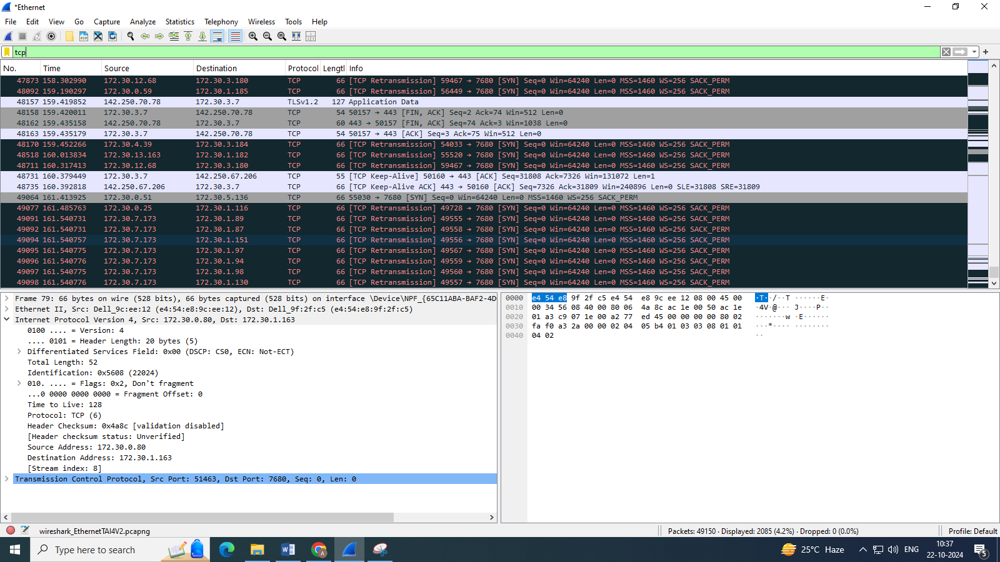 *Ethernet
File Edit View Go Capture Analyze Statistics Telephony Wireless Tools Help
tcp
No. Time Source Destination Protocol Lengtl Info
47873 158.302990 172.30.12.68 172.30.3.180 TCP 66 [TCP Retransmission] 59467 → 7680 [SYN] Seq=0 Win=64240 Len=0 MSS=1460 WS=256 SACK_PERM
48092 159.190297 172.30.0.59 172.30.1.185 TCP 66 [TCP Retransmission] 56449 → 7680 [SYN] Seq=0 Win=64240 Len=0 MSS=1460 WS=256 SACK_PERM
48157 159.419852 142.250.70.78 172.30.3.7 TLSv1.2 127 Application Data
48158 159.420011 172.30.3.7 142.250.70.78 TCP 54 50157 → 443 [FIN, ACK] Seq=2 Ack=74 Win=512 Len=0
48162 159.435158 142.250.70.78 172.30.3.7 TCP 60 443 → 50157 [FIN, ACK] Seq=74 Ack=3 Win=1038 Len=0
48163 159.435179 172.30.3.7 142.250.70.78 TCP 54 50157 → 443 [ACK] Seq=3 Ack=75 Win=512 Len=0
48170 159.452266 172.30.4.39 172.30.3.184 TCP 66 [TCP Retransmission] 54033 → 7680 [SYN] Seq=0 Win=64240 Len=0 MSS=1460 WS=256 SACK_PERM
48518 160.013834 172.30.13.163 172.30.1.182 TCP 66 [TCP Retransmission] 55520 → 7680 [SYN] Seq=0 Win=64240 Len=0 MSS=1460 WS=256 SACK_PERM
48711 160.317413 172.30.12.68 172.30.3.180 TCP 66 [TCP Retransmission] 59467 → 7680 [SYN] Seq=0 Win=64240 Len=0 MSS=1460 WS=256 SACK_PERM
48731 160.379449 172.30.3.7 142.250.67.206 TCP 55 [TCP Keep-Alive] 50160 → 443 [ACK] Seq=31808 Ack=7326 Win=131072 Len=1
48735 160.392818 142.250.67.206 172.30.3.7 TCP 66 [TCP Keep-Alive ACK] 443 → 50160 [ACK] Seq=7326 Ack=31809 Win=240896 Len=0 SLE=31808 SRE=31809
49064 161.413925 172.30.0.51 172.30.5.136 TCP 66 55030 → 7680 [SYN] Seq=0 Win=64240 Len=0 MSS=1460 WS=256 SACK_PERM
49077 161.485763 172.30.0.25 172.30.1.116 TCP 66 [TCP Retransmission] 49728 → 7680 [SYN] Seq=0 Win=64240 Len=0 MSS=1460 WS=256 SACK_PERM
49091 161.540731 172.30.7.173 172.30.1.89 TCP 66 [TCP Retransmission] 49555 → 7680 [SYN] Seq=0 Win=64240 Len=0 MSS=1460 WS=256 SACK_PERM
49092 161.540731 172.30.7.173 172.30.1.87 TCP 66 [TCP Retransmission] 49558 → 7680 [SYN] Seq=0 Win=64240 Len=0 MSS=1460 WS=256 SACK_PERM
49094 161.540757 172.30.7.173 172.30.1.151 TCP 66 [TCP Retransmission] 49556 → 7680 [SYN] Seq=0 Win=64240 Len=0 MSS=1460 WS=256 SACK_PERM
49095 161.540775 172.30.7.173 172.30.1.97 TCP 66 [TCP Retransmission] 49567 → 7680 [SYN] Seq=0 Win=64240 Len=0 MSS=1460 WS=256 SACK_PERM
49096 161.540776 172.30.7.173 172.30.1.94 TCP 66 [TCP Retransmission] 49559 → 7680 [SYN] Seq=0 Win=64240 Len=0 MSS=1460 WS=256 SACK_PERM
49097 161.540775 172.30.7.173 172.30.1.98 TCP 66 [TCP Retransmission] 49560 → 7680 [SYN] Seq=0 Win=64240 Len=0 MSS=1460 WS=256 SACK_PERM
49098 161.540776 172.30.7.173 172.30.1.130 TCP 66 [TCP Retransmission] 49557 → 7680 [SYN] Seq=0 Win=64240 Len=0 MSS=1460 WS=256 SACK_PERM
Frame 79: 66 bytes on wire (528 bits), 66 bytes captured (528 bits) on interface \Device\NPF_{65C11ABA-BAF2-4D
Ethernet II, Src: Dell_9c:ee:12 (e4:54:e8:9c:ee:12), Dst: Dell_9f:2f:c5 (e4:54:e8:9f:2f:c5)
Internet Protocol Version 4, Src: 172.30.0.80, Dst: 172.30.1.163
0100 .... = Version: 4
.... 0101 = Header Length: 20 bytes (5)
Differentiated Services Field: 0x00 (DSCP: CS0, ECN: Not-ECT)
Total Length: 52
Identification: 0x5608 (22024)
010. .... = Flags: 0x2, Don't fragment
...0 0000 0000 0000 = Fragment Offset: 0
Time to Live: 128
Protocol: TCP (6)
Header Checksum: 0x4a8c [validation disabled]
[Header checksum status: Unverified]
Source Address: 172.30.0.80
Destination Address: 172.30.1.163
[Stream index: 8]
Transmission Control Protocol, Src Port: 51463, Dst Port: 7680, Seq: 0, Len: 0
0000 e4 54 e8 9f 2f c5 e4 54 e8 9c ee 12 08 00 45 00 ·T··/··T ······E·
0010 00 34 56 08 40 00 80 06 4a 8c ac 1e 00 50 ac 1e ·4V·@··· J····P··
0020 01 a3 c9 07 1e 00 a2 77 ed 45 00 00 00 00 80 02 ·······w ·E······
0030 fa f0 a3 2a 00 00 02 04 05 b4 01 03 03 08 01 01 ···*···· ········
0040 04 02 ··
wireshark_EthernetTAI4V2.pcapng
Packets: 49150 · Displayed: 2085 (4.2%) · Dropped: 0 (0.0%)
Profile: Default
Type here to search
25°C Haze
ENG
10:37
22-10-2024
5